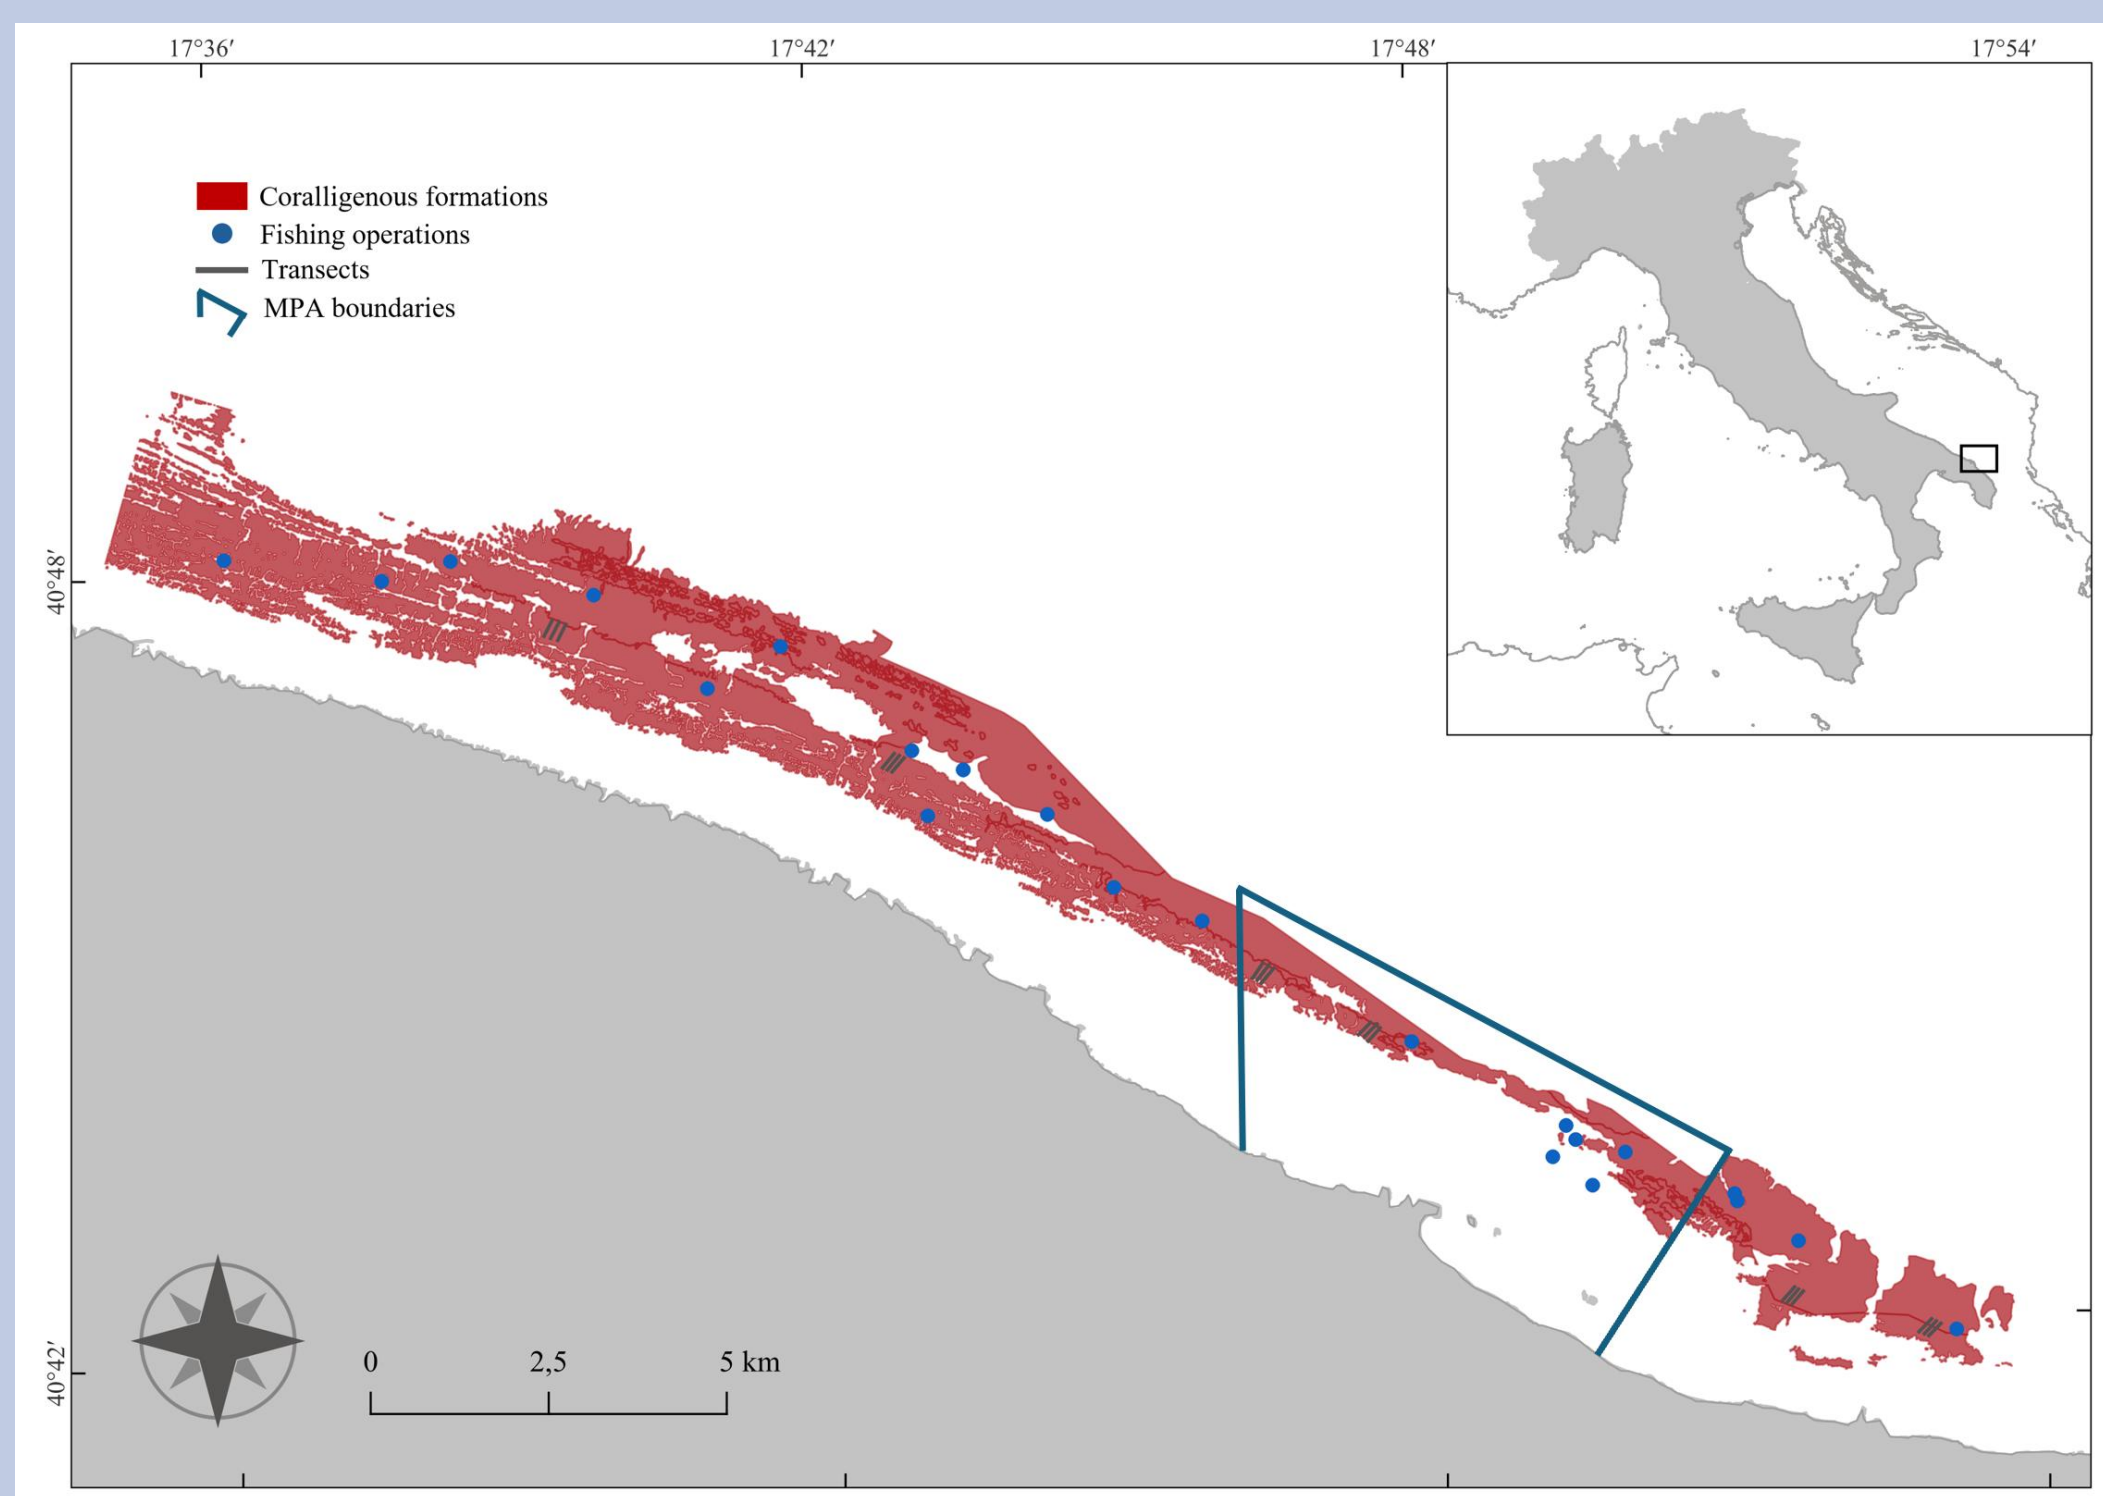 17°36′ 17°42′ 17°48′ 17°54′
Coralligenous formations
Fishing operations
Transects
MPA boundaries
40°48′
40°42′
0 2,5 5 km